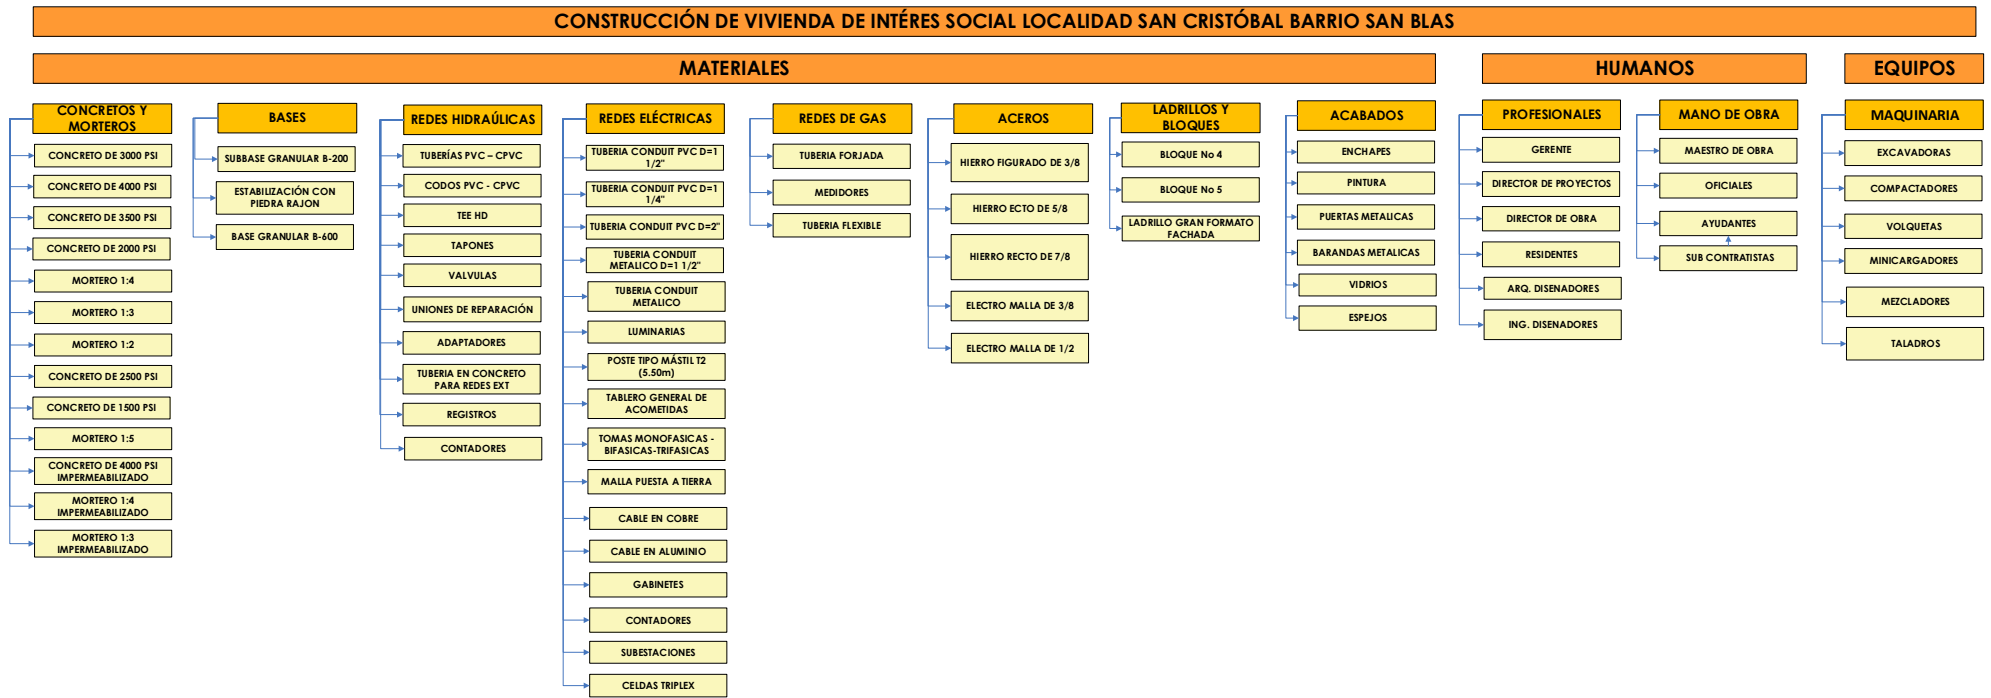 CONSTRUCCIÓN DE VIVIENDA DE INTÉRES SOCIAL LOCALIDAD SAN CRISTÓBAL BARRIO SAN BLAS
MATERIALES
CONCRETOS Y
MORTEROS
CONCRETO DE 3000 PSI
CONCRETO DE 4000 PSI
CONCRETO DE 3500 PSI
CONCRETO DE 2000 PSI
MORTERO 1:4
MORTERO 1:3
MORTERO 1:2
CONCRETO DE 2500 PSI
CONCRETO DE 1500 PSI
MORTERO 1:5
CONCRETO DE 4000 PSI
IMPERMEABILIZADO
MORTERO 1:4
IMPERMEABILIZADO
MORTERO 1:3
IMPERMEABILIZADO
BASES
SUBBASE GRANULAR B-200
ESTABILIZACIÓN CON
PIEDRA RAJON
BASE GRANULAR B-600
REDES HIDRAÚLICAS
TUBERÍAS PVC – CPVC
CODOS PVC - CPVC
TEE HD
TAPONES
VALVULAS
UNIONES DE REPARACIÓN
ADAPTADORES
TUBERIA EN CONCRETO
PARA REDES EXT
REGISTROS
CONTADORES
REDES ELÉCTRICAS
TUBERIA CONDUIT PVC D=1
1/2"
TUBERIA CONDUIT PVC D=1
1/4"
TUBERIA CONDUIT PVC D=2"
TUBERIA CONDUIT
METALICO D=1 1/2"
TUBERIA CONDUIT
METALICO
LUMINARIAS
POSTE TIPO MÁSTIL T2
(5.50m)
TABLERO GENERAL DE
ACOMETIDAS
TOMAS MONOFASICAS -
BIFASICAS-TRIFASICAS
MALLA PUESTA A TIERRA
CABLE EN COBRE
CABLE EN ALUMINIO
GABINETES
CONTADORES
SUBESTACIONES
CELDAS TRIPLEX
REDES DE GAS
TUBERIA FORJADA
MEDIDORES
TUBERIA FLEXIBLE
ACEROS
HIERRO FIGURADO DE 3/8
HIERRO ECTO DE 5/8
HIERRO RECTO DE 7/8
ELECTRO MALLA DE 3/8
ELECTRO MALLA DE 1/2
LADRILLOS Y
BLOQUES
BLOQUE No 4
BLOQUE No 5
LADRILLO GRAN FORMATO
FACHADA
ACABADOS
ENCHAPES
PINTURA
PUERTAS METALICAS
BARANDAS METALICAS
VIDRIOS
ESPEJOS
HUMANOS
PROFESIONALES
GERENTE
DIRECTOR DE PROYECTOS
DIRECTOR DE OBRA
RESIDENTES
ARQ. DISENADORES
ING. DISENADORES
MANO DE OBRA
MAESTRO DE OBRA
OFICIALES
AYUDANTES
SUB CONTRATISTAS
EQUIPOS
MAQUINARIA
EXCAVADORAS
COMPACTADORES
VOLQUETAS
MINICARGADORES
MEZCLADORES
TALADROS